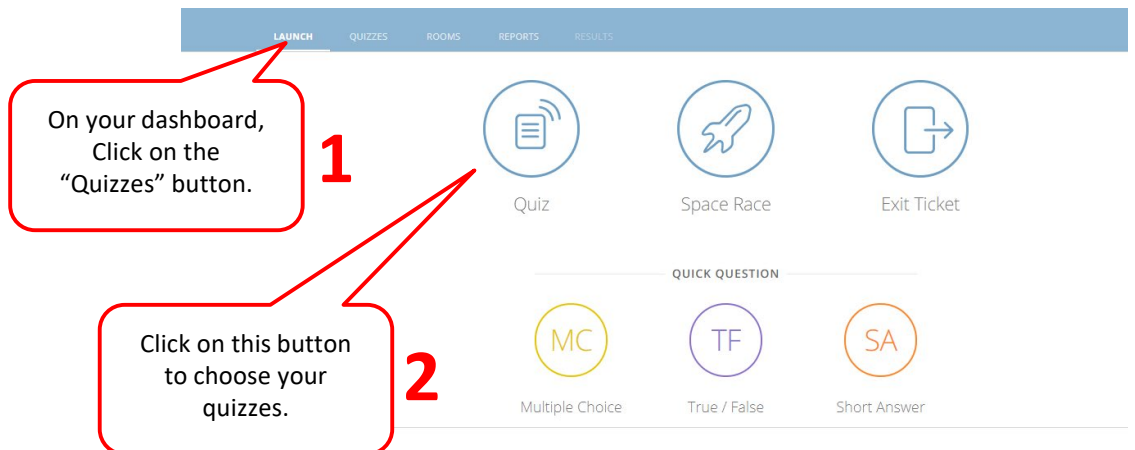 LAUNCH QUIZZES ROOMS REPORTS RESULTS
On your dashboard,
Click on the
“Quizzes” button.
1
Quiz Space Race Exit Ticket
QUICK QUESTION
Click on this button
to choose your
quizzes.
2
MC TF SA
Multiple Choice True / False Short Answer